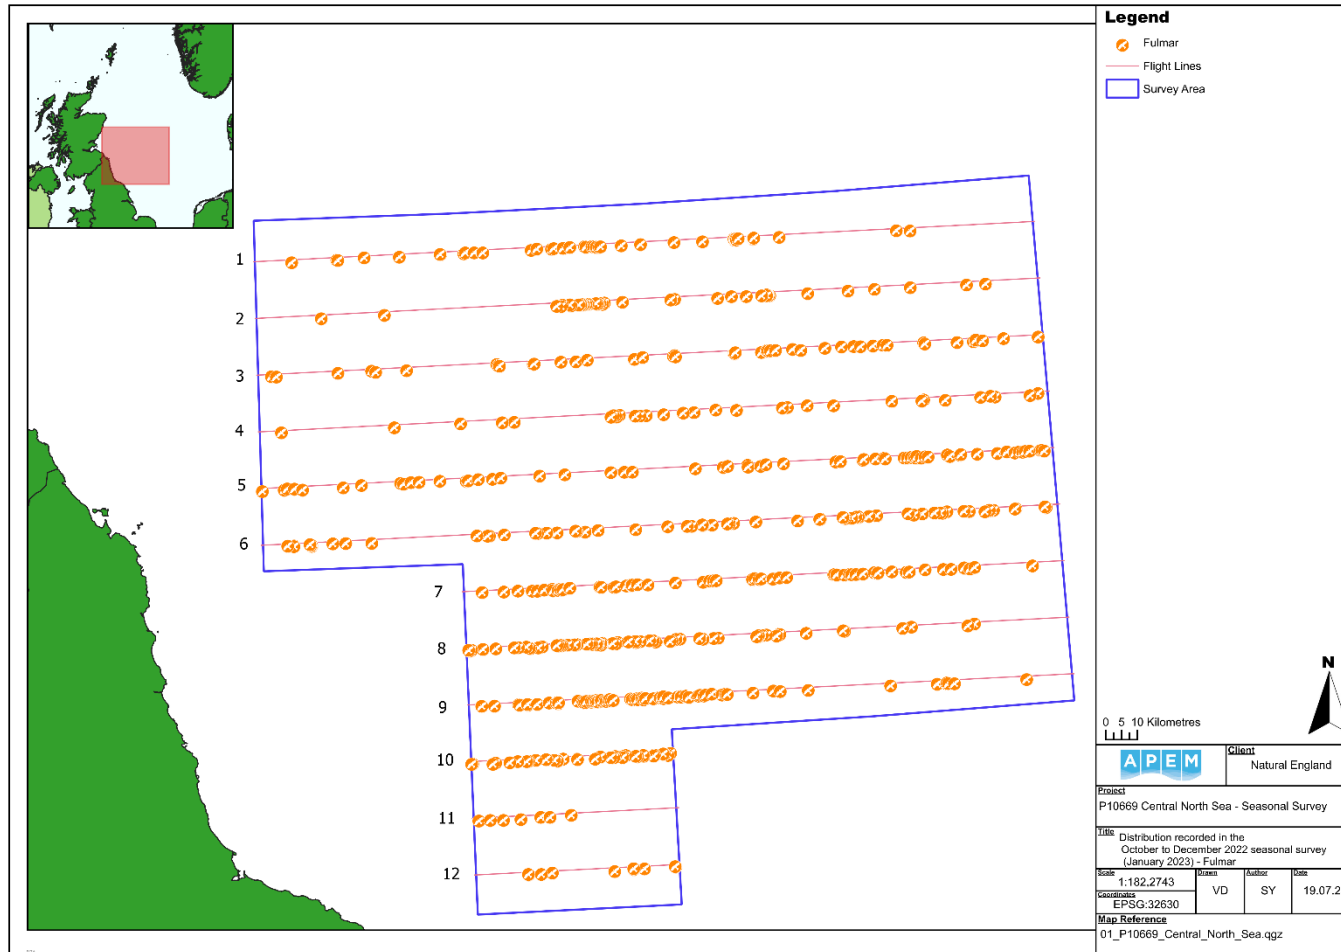 Legend
Fulmar
Flight Lines
Survey Area
1
2
3
4
5
6
7
8
9
10
11
12
N
0 5 10 Kilometres
APEM
Client
Natural England
Project
P10669 Central North Sea - Seasonal Survey
Title
Distribution recorded in the
October to December 2022 seasonal survey
(January 2023) - Fulmar
Scale
1:182,2743
Coordinates
EPSG:32630
Drawn
VD
Author
SY
Date
19.07.2
Map Reference
01_P10669_Central_North_Sea.qgz